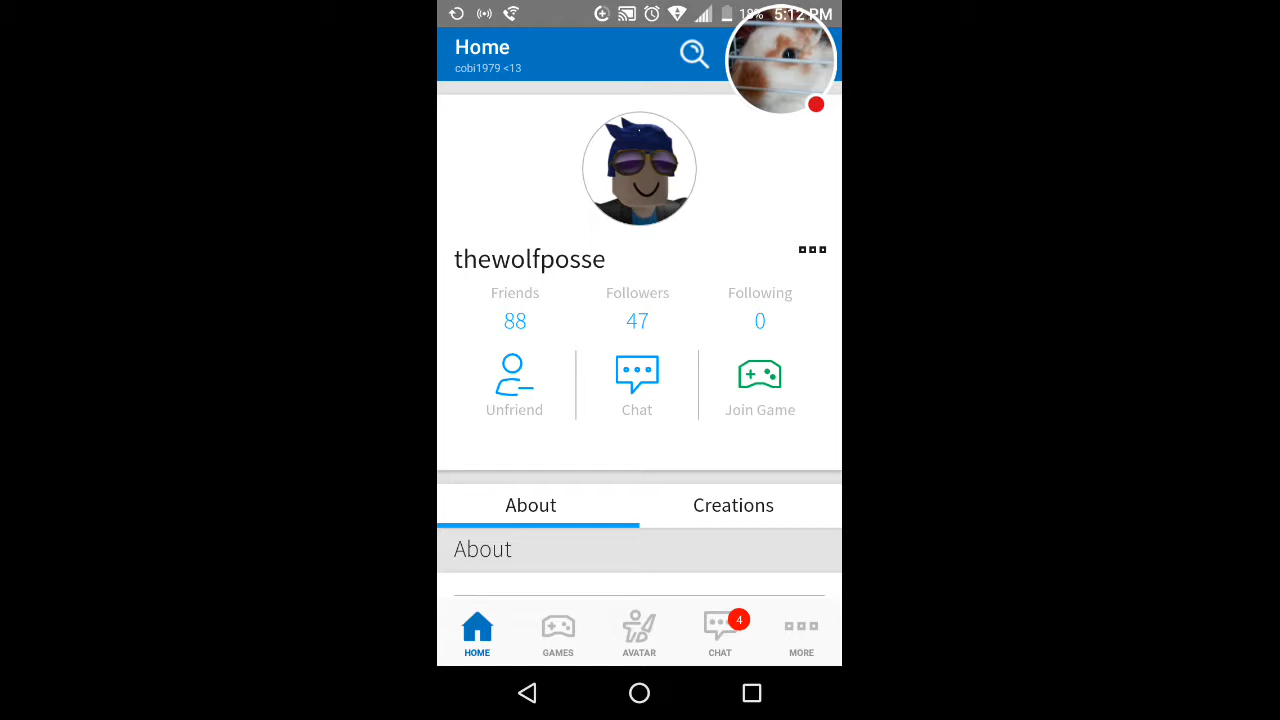 18% 5:12 PM
Home
cobi1979 <13
thewolfposse
Friends Followers Following
88 47 0
Unfriend Chat Join Game
About Creations
About
4
HOME GAMES AVATAR CHAT MORE